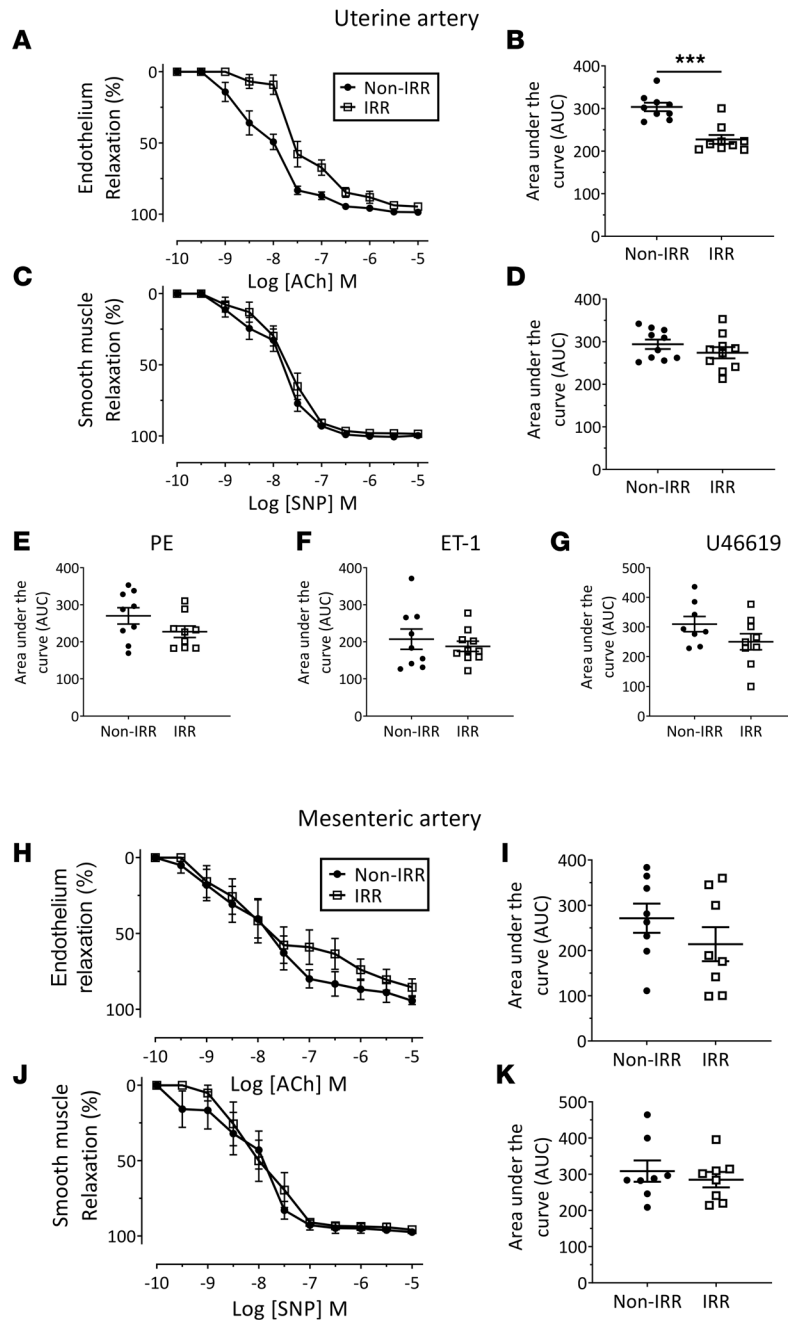 Uterine artery
A
Endothelium
Relaxation (%)
0
50
100
Non-IRR
IRR
-10 -9 -8 -7 -6 -5
Log [ACh] M
B
Area under the
curve (AUC)
400
300
200
100
0
***
Non-IRR IRR
C
Smooth muscle
Relaxation (%)
0
50
100
-10 -9 -8 -7 -6 -5
Log [SNP] M
D
Area under the
curve (AUC)
400
300
200
100
0
Non-IRR IRR
E
PE
Area under the
curve (AUC)
400
300
200
100
0
Non-IRR IRR
F
ET-1
Area under the
curve (AUC)
400
300
200
100
0
Non-IRR IRR
G
U46619
Area under the
curve (AUC)
500
400
300
200
100
0
Non-IRR IRR
Mesenteric artery
H
Endothelium
relaxation (%)
0
50
100
Non-IRR
IRR
-10 -9 -8 -7 -6 -5
Log [ACh] M
I
Area under the
curve (AUC)
400
300
200
100
0
Non-IRR IRR
J
Smooth muscle
Relaxation (%)
0
50
100
-10 -9 -8 -7 -6 -5
Log [SNP] M
K
Area under the
curve (AUC)
500
400
300
200
100
0
Non-IRR IRR